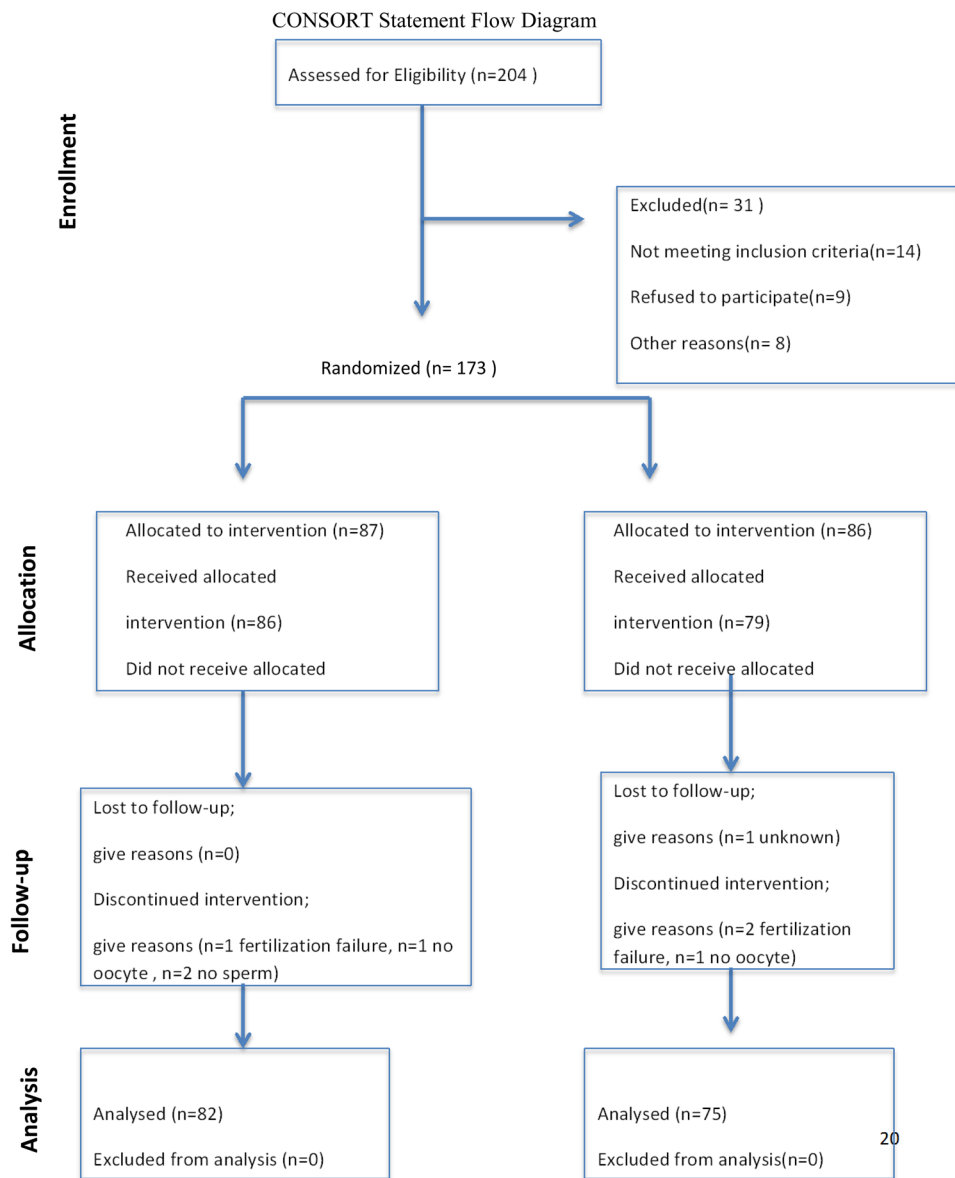 CONSORT Statement Flow Diagram
Assessed for Eligibility (n=204 )
Enrollment
Excluded(n= 31 )
Not meeting inclusion criteria(n=14)
Refused to participate(n=9)
Other reasons(n= 8)
Randomized (n= 173 )
Allocation
Allocated to intervention (n=87)
Received allocated
intervention (n=86)
Did not receive allocated
Allocated to intervention (n=86)
Received allocated
intervention (n=79)
Did not receive allocated
Follow-up
Lost to follow-up;
give reasons (n=0)
Discontinued intervention;
give reasons (n=1 fertilization failure, n=1 no
oocyte , n=2 no sperm)
Lost to follow-up;
give reasons (n=1 unknown)
Discontinued intervention;
give reasons (n=2 fertilization
failure, n=1 no oocyte)
Analysis
Analysed (n=82)
Excluded from analysis (n=0)
Analysed (n=75)
Excluded from analysis(n=0)
20